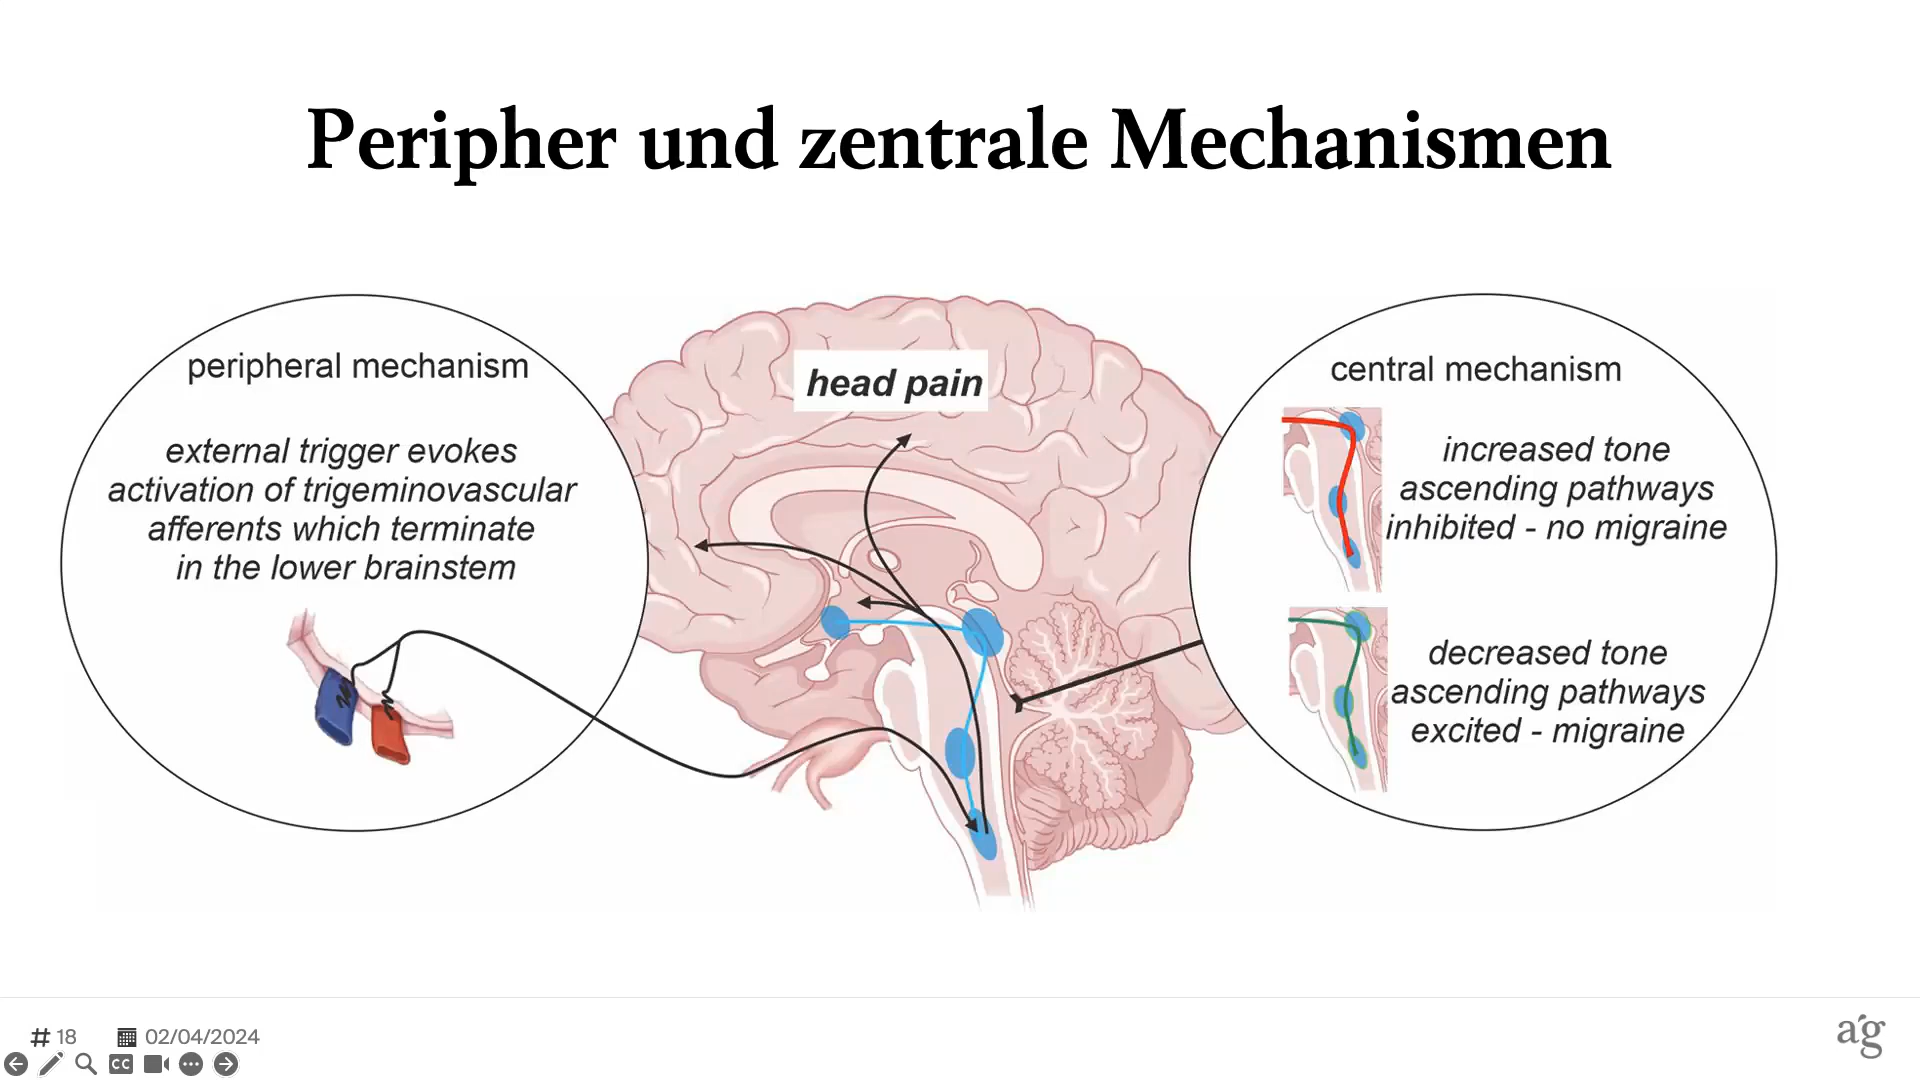 Peripher und zentrale Mechanismen
peripheral mechanism
external trigger evokes
activation of trigeminovascular
afferents which terminate
in the lower brainstem
head pain
central mechanism
increased tone
ascending pathways
inhibited - no migraine
decreased tone
ascending pathways
excited - migraine
# 18
02/04/2024
CC
ag